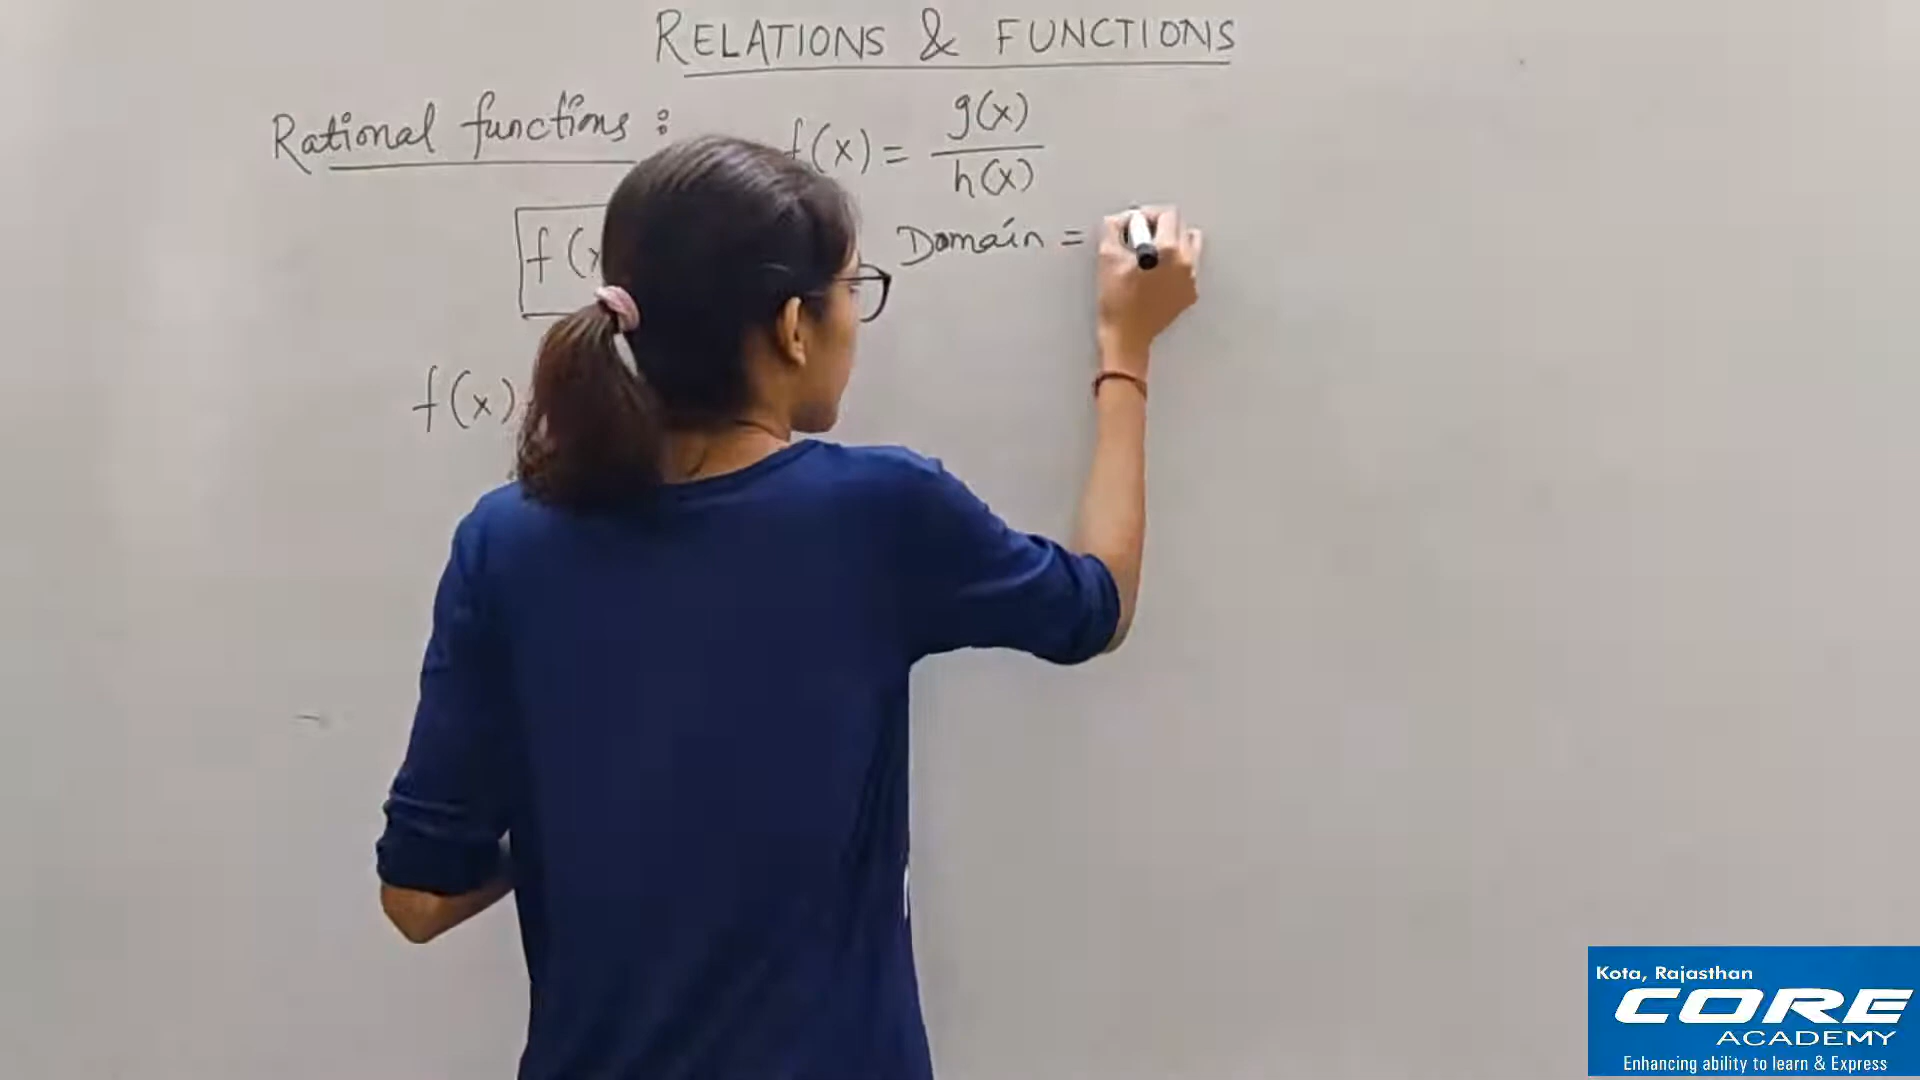 RELATIONS & FUNCTIONS
Rational functions :
f(x) = g(x)/h(x)
f(x
Domain =
f(x)
Kota, Rajasthan
CORE
ACADEMY
Enhancing ability to learn & Express